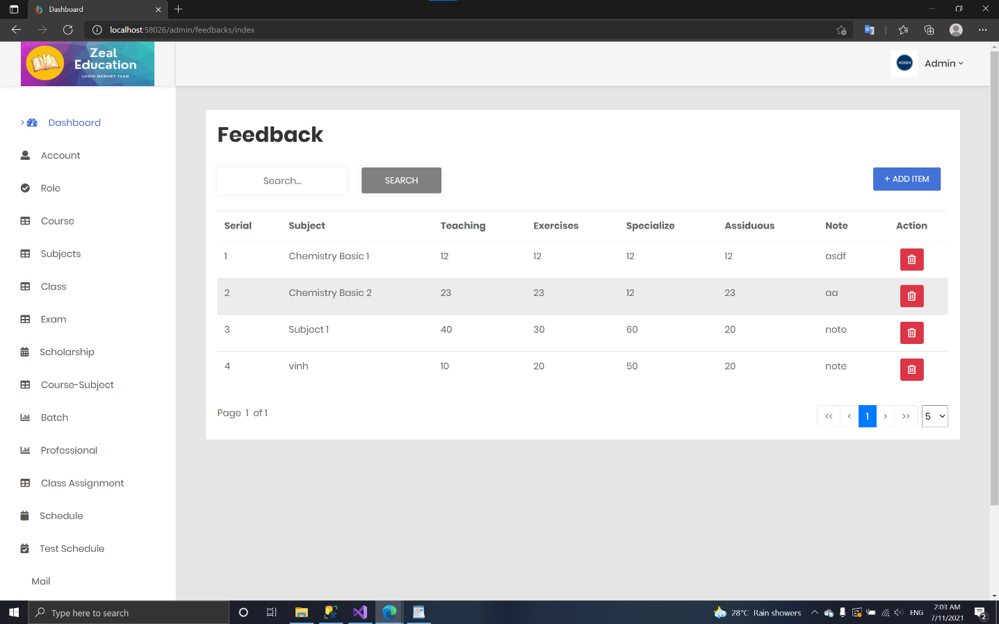 Dashboard
localhost:58026/admin/feedbacks/index
Zeal
Education
LOGIN MEMORY TEAM
ADMIN
Admin
> Dashboard
Account
Role
Course
Subjects
Class
Exam
Scholarship
Course-Subject
Batch
Professional
Class Assignment
Schedule
Test Schedule
Mail
Feedback
Search... SEARCH + ADD ITEM
Serial Subject Teaching Exercises Specialize Assiduous Note Action
1 Chemistry Basic 1 12 12 12 12 asdf
2 Chemistry Basic 2 23 23 12 23 aa
3 Subject 1 40 30 60 20 note
4 vinh 10 20 50 20 note
Page 1 of 1 << < 1 > >> 5
Type here to search
28°C Rain showers
ENG
2:03 AM
7/11/2021
2